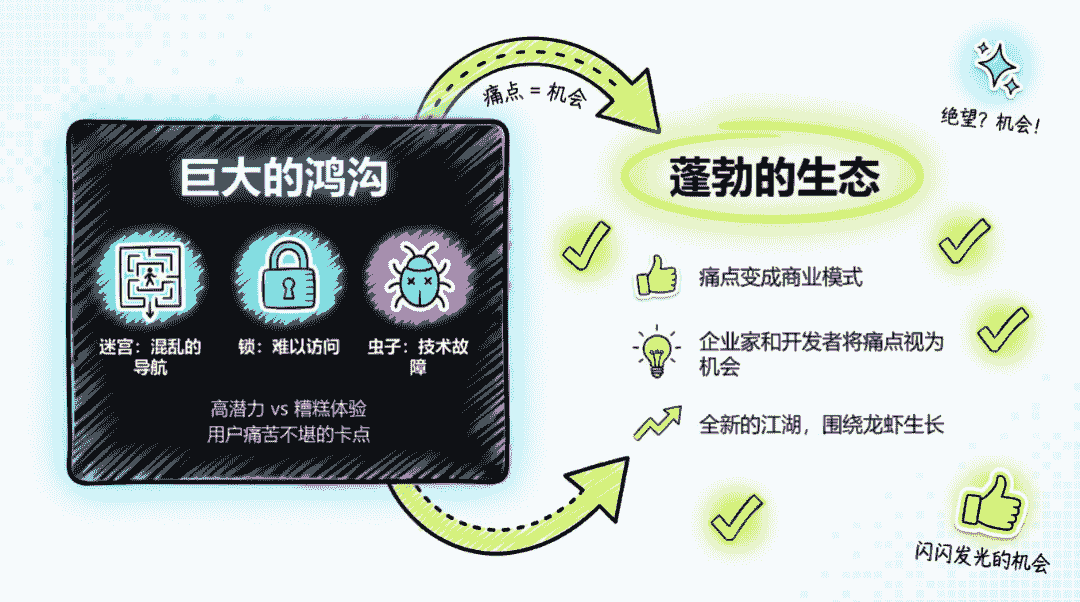 痛点 = 机会
绝望？机会！
巨大的鸿沟
蓬勃的生态
迷宫：混乱的
导航
锁：难以访问
虫子：技术故
障
高潜力 vs 糟糕体验
用户痛苦不堪的卡点
痛点变成商业模式
企业家和开发者将痛点视为
机会
全新的江湖，围绕龙虾生长
闪闪发光的机会